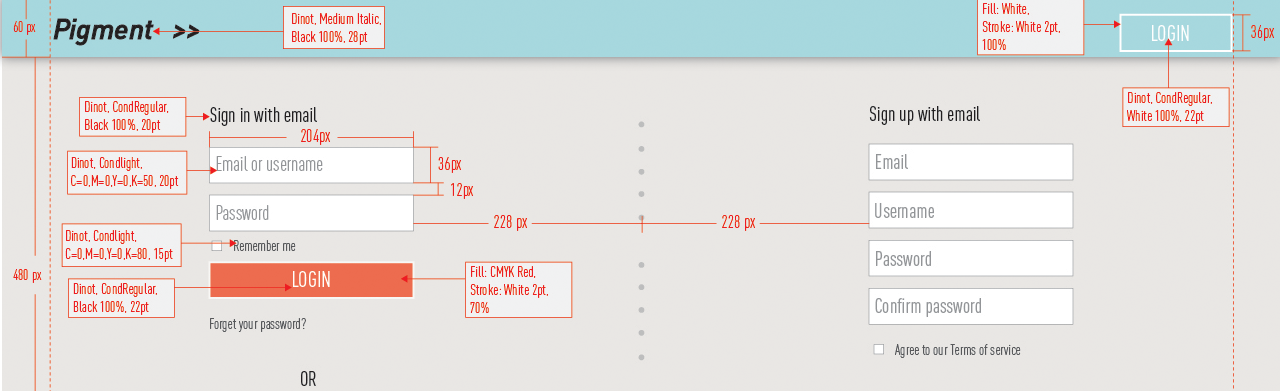 60 px
Pigment >>
Dinot, Medium Italic,
Black 100%, 28pt
Fill: White,
Stroke: White 2pt,
100%
LOGIN
36px
Dinot, CondRegular,
White 100%, 22pt
Dinot, CondRegular,
Black 100%, 20pt
Sign in with email
204px
Dinot, Condlight,
C=0,M=0,Y=0,K=50, 20pt
Email or username
36px
12px
Password
228 px
228 px
Dinot, Condlight,
C=0,M=0,Y=0,K=80, 15pt
Remember me
480 px
Dinot, CondRegular,
Black 100%, 22pt
LOGIN
Fill: CMYK Red,
Stroke: White 2pt,
70%
Forget your password?
OR
Sign up with email
Email
Username
Password
Confirm password
Agree to our Terms of service